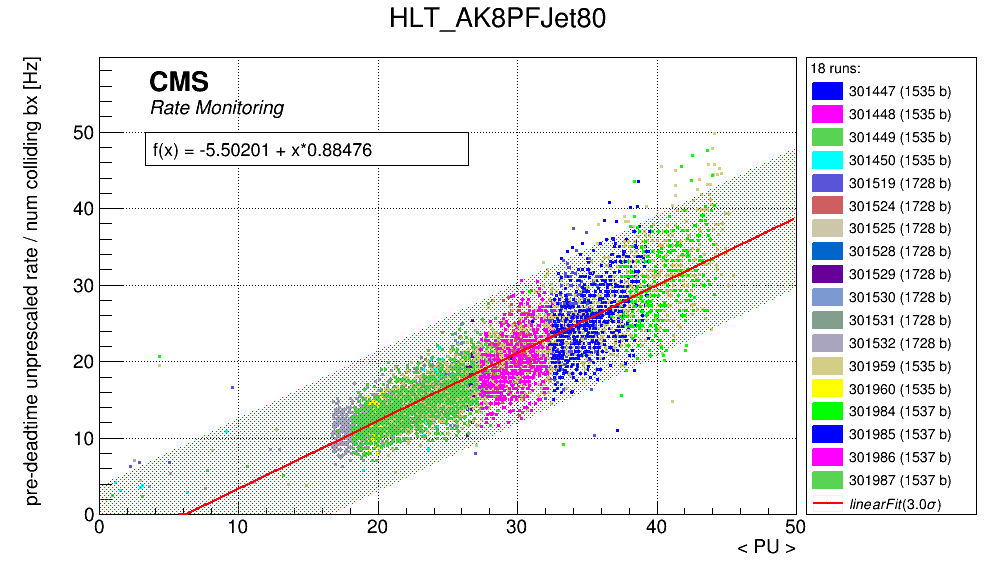 HLT_AK8PFJet80
pre-deadtime unprescaled rate / num colliding bx [Hz]
CMS
Rate Monitoring
f(x) = -5.50201 + x*0.88476
50
40
30
20
10
0
0 10 20 30 40 50
< PU >
18 runs:
301447 (1535 b)
301448 (1535 b)
301449 (1535 b)
301450 (1535 b)
301519 (1728 b)
301524 (1728 b)
301525 (1728 b)
301528 (1728 b)
301529 (1728 b)
301530 (1728 b)
301531 (1728 b)
301532 (1728 b)
301959 (1535 b)
301960 (1535 b)
301984 (1537 b)
301985 (1537 b)
301986 (1537 b)
301987 (1537 b)
linearFit(3.0σ)